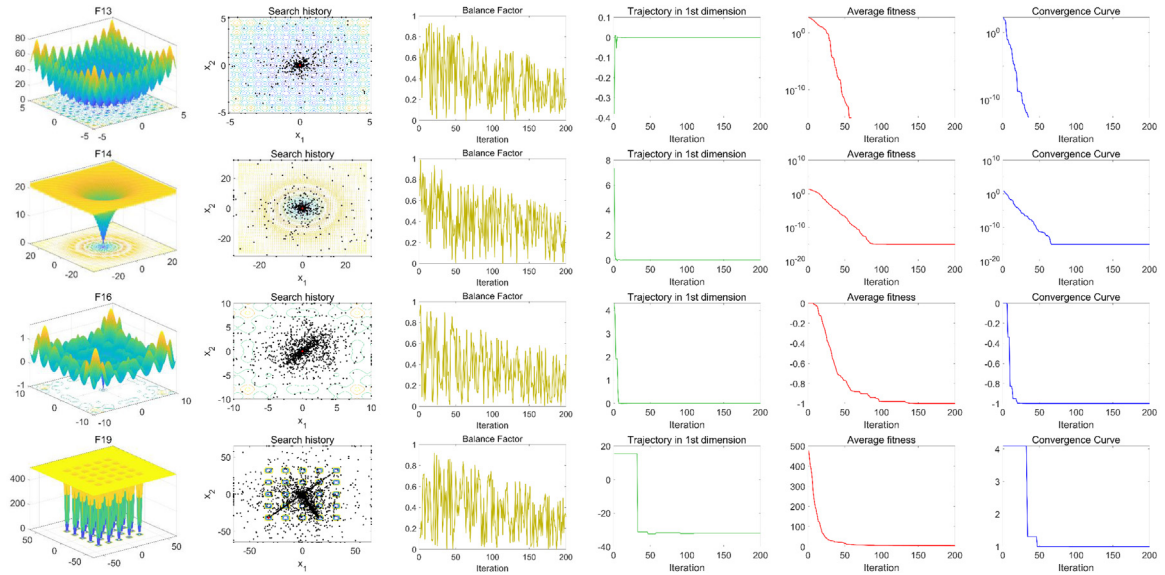 F13
80
60
40
20
0
5
0
-5
-5
0
5
Search history
5
0
-5
x2
-5
0
5
x1
Balance Factor
1
0.8
0.6
0.4
0.2
0
0 50 100 150 200
Iteration
Trajectory in 1st dimension
0.1
0
-0.1
-0.2
-0.3
-0.4
0 50 100 150 200
Iteration
Average fitness
10^0
10^-10
0 50 100 150 200
Iteration
Convergence Curve
10^0
10^-10
0 50 100 150 200
Iteration
F14
20
10
0
20
0
-20
-20
0
20
Search history
20
0
-20
x2
-20 0 20
x1
Balance Factor
1
0.8
0.6
0.4
0.2
0
0 50 100 150 200
Iteration
Trajectory in 1st dimension
8
6
4
2
0
0 50 100 150 200
Iteration
Average fitness
10^10
10^0
10^-10
10^-20
0 50 100 150 200
Iteration
Convergence Curve
10^10
10^0
10^-10
10^-20
0 50 100 150 200
Iteration
F16
1
0
-1
10
0
-10
-10
0
10
Search history
10
5
0
-5
-10
x2
-10 -5 0 5 10
x1
Balance Factor
1
0.8
0.6
0.4
0.2
0
0 50 100 150 200
Iteration
Trajectory in 1st dimension
4
3
2
1
0
0 50 100 150 200
Iteration
Average fitness
0
-0.2
-0.4
-0.6
-0.8
-1
0 50 100 150 200
Iteration
Convergence Curve
0
-0.2
-0.4
-0.6
-0.8
-1
0 50 100 150 200
Iteration
F19
400
200
0
50
0
-50
-50
0
50
Search history
50
0
-50
x2
-50 0 50
x1
Balance Factor
1
0.8
0.6
0.4
0.2
0
0 50 100 150 200
Iteration
Trajectory in 1st dimension
20
0
-20
-40
0 50 100 150 200
Iteration
Average fitness
500
400
300
200
100
0
0 50 100 150 200
Iteration
Convergence Curve
4
3
2
1
0 50 100 150 200
Iteration